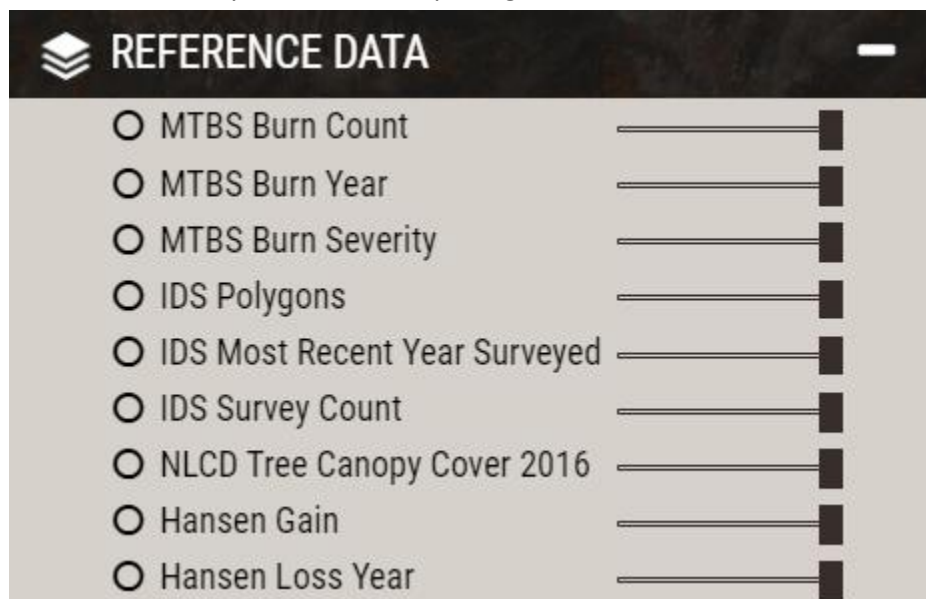 REFERENCE DATA
MTBS Burn Count
MTBS Burn Year
MTBS Burn Severity
IDS Polygons
IDS Most Recent Year Surveyed
IDS Survey Count
NLCD Tree Canopy Cover 2016
Hansen Gain
Hansen Loss Year